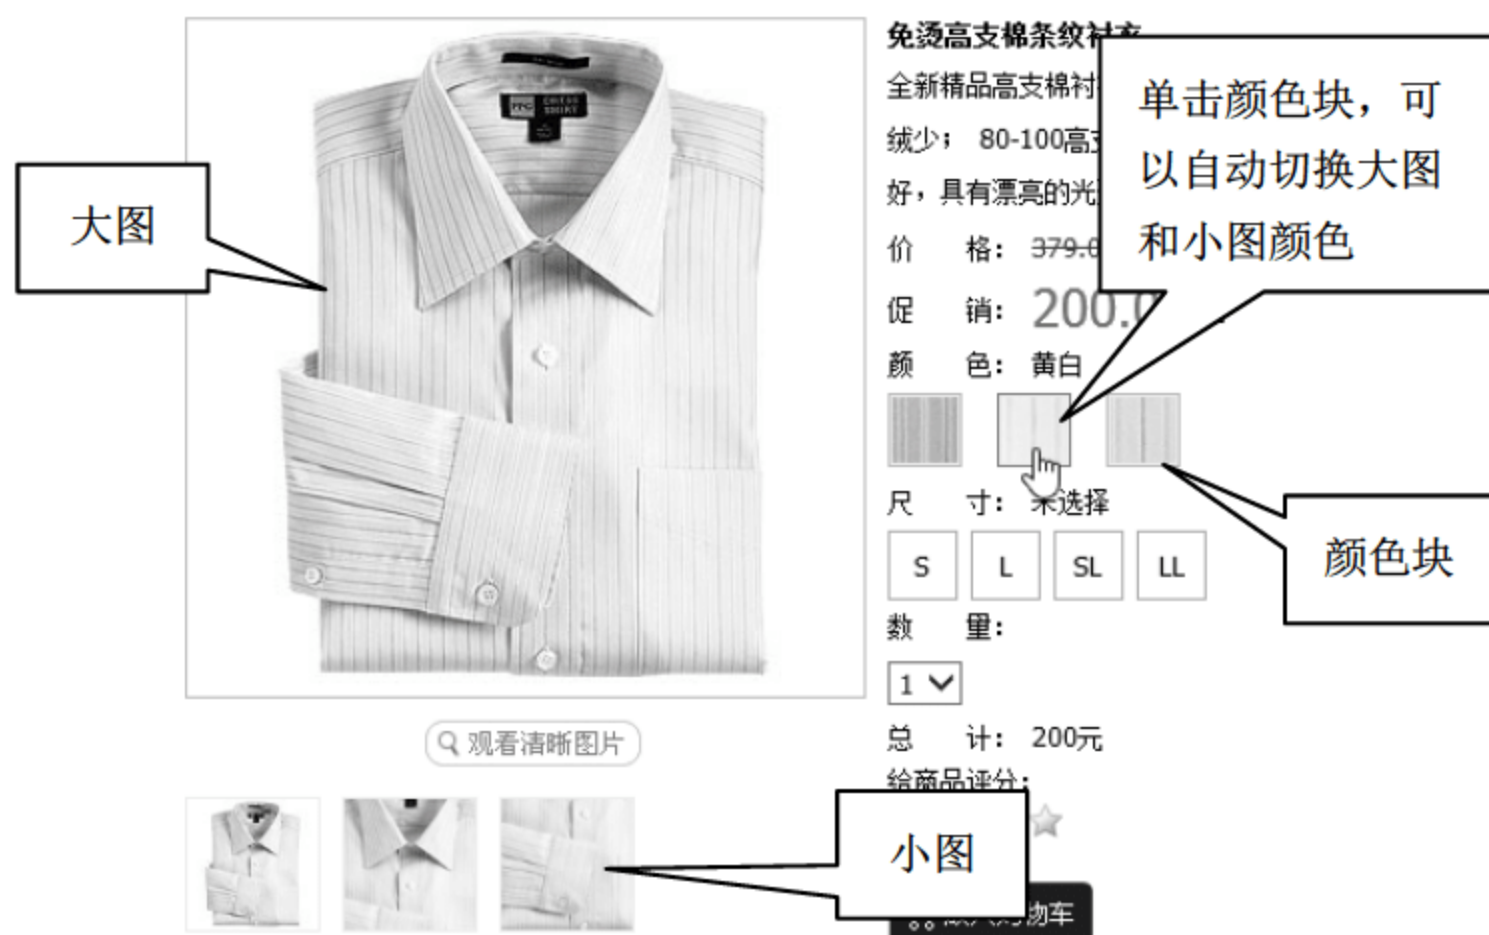 免烫高支棉条纹衬衣
全新精品高支棉衬
绒少； 80-100高支
好，具有漂亮的光
单击颜色块，可
以自动切换大图
和小图颜色
大图
价 格： 379.0
促 销： 200.0
颜 色： 黄白
尺 寸： 未选择
S L SL LL
颜色块
数 量：
1
总 计： 200元
给商品评分：
观看清晰图片
小图
物车